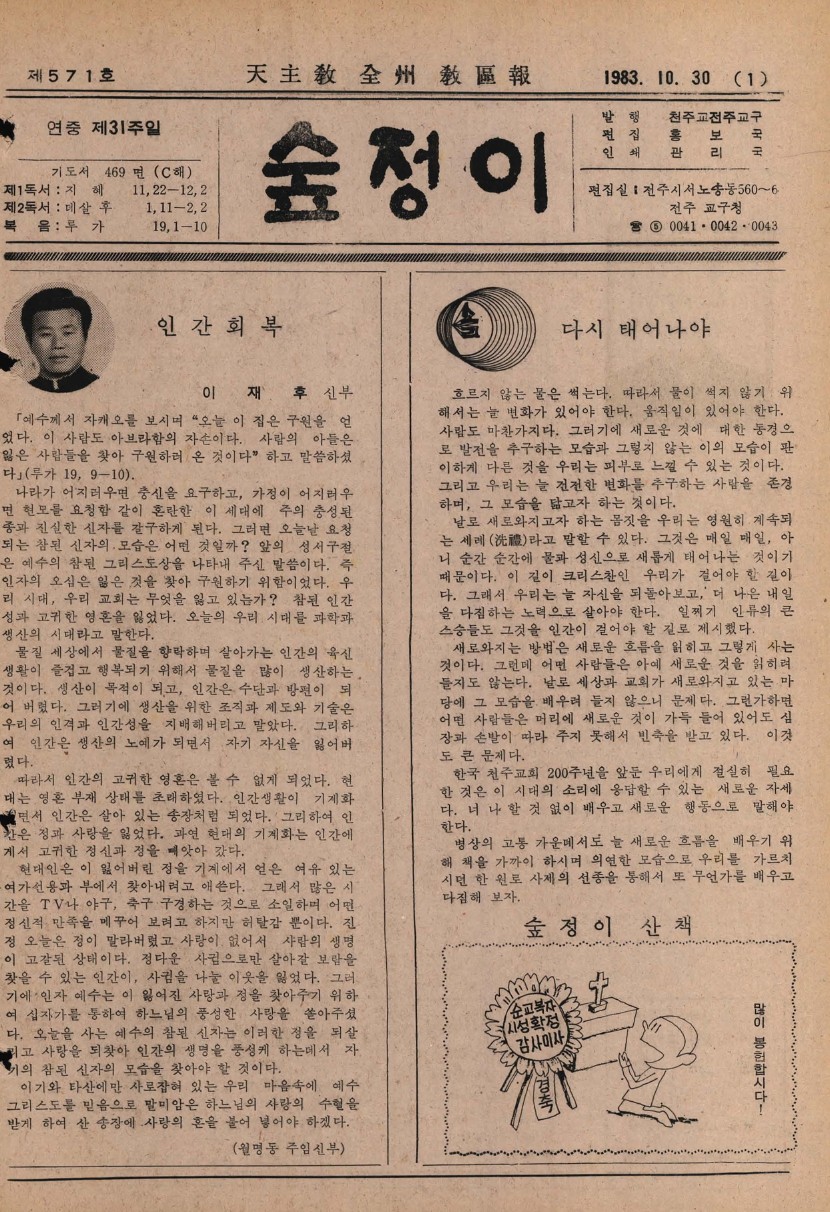 제571호
天主敎 全州 敎區報
1983. 10. 30 (1)
연중 제31주일
기도서 469 면 (C해)
제1독서 : 지 혜 11,22—12,2
제2독서 : 데살후 1,11—2,2
복 음 : 루 가 19,1—10
숲정이
발 행 천주교전주교구
편 집 홍 보 국
인 쇄 관 리 국
편집실 : 전주시서노송동560~6
전주 교구청
☎ ⑤ 0041・0042・0043
인간회복
이 재 후 신부
「예수께서 자캐오를 보시며 “오늘 이 집은 구원을 얻
었다. 이 사람도 아브라함의 자손이다. 사람의 아들은
잃은 사람들을 찾아 구원하러 온 것이다” 하고 말씀하셨
다」(루가 19, 9—10).
나라가 어지러우면 충신을 요구하고, 가정이 어지러우
면 현모를 요청함 같이 혼란한 이 세대에 주의 충성된
종과 진실한 신자를 갈구하게 된다. 그러면 오늘날 요청
되는 참된 신자의 모습은 어떤 것일까? 앞의 성서구절
은 예수의 참된 그리스도상을 나타내 주신 말씀이다. 즉
인자의 오심은 잃은 것을 찾아 구원하기 위함이었다. 우
리 시대, 우리 교회는 무엇을 잃고 있는가? 참된 인간
성과 고귀한 영혼을 잃었다. 오늘의 우리 시대를 과학과
생산의 시대라고 말한다.
물질 세상에서 물질을 향락하며 살아가는 인간의 육신
생활이 즐겁고 행복되기 위해서 물질을 많이 생산하는
것이다. 생산이 목적이 되고, 인간은 수단과 방편이 되
어 버렸다. 그러기에 생산을 위한 조직과 제도와 기술은
우리의 인격과 인간성을 지배해버리고 말았다. 그리하
여 인간은 생산의 노예가 되면서 자기 자신을 잃어버
렸다.
따라서 인간의 고귀한 영혼은 볼 수 없게 되었다. 현
대는 영혼 부재 상태를 초래하였다. 인간생활이 기계화
되면서 인간은 살아 있는 송장처럼 되었다. 그리하여 인
간은 정과 사랑을 잃었다. 과연 현대의 기계화는 인간에
게서 고귀한 정신과 정을 빼앗아 갔다.
현대인은 이 잃어버린 정을 기계에서 얻은 여유 있는
여가선용과 부에서 찾아내려고 애쓴다. 그래서 많은 시
간을 TV나 야구, 축구 구경하는 것으로 소일하며 어떤
정신적 만족을 메꾸어 보려고 하지만 허탈감 뿐이다. 진
정 오늘은 정이 말라버렸고 사랑이 없어서 사람의 생명
이 고갈된 상태이다. 정다운 사귐으로만 살아갈 보람을
찾을 수 있는 인간이, 사귐을 나눌 이웃을 잃었다. 그러
기에 인자 예수는 이 잃어진 사랑과 정을 찾아주기 위하
여 십자가를 통하여 하느님의 풍성한 사랑을 쏟아주셨
다. 오늘을 사는 예수의 참된 신자는 이러한 정을 되살
리고 사랑을 되찾아 인간의 생명을 풍성케 하는데서 자
기의 참된 신자의 모습을 찾아야 할 것이다.
이기와 타산에만 사로잡혀 있는 우리 마음속에 예수
그리스도를 믿음으로 말미암은 하느님의 사랑의 수혈을
받게 하여 산 송장에 사랑의 혼을 불어 넣어야 하겠다.
(월명동 주임신부)
솔
다시 태어나야
흐르지 않는 물은 썩는다. 따라서 물이 썩지 않기 위
해서는 늘 변화가 있어야 한다. 움직임이 있어야 한다.
사람도 마찬가지다. 그러기에 새로운 것에 대한 동경으
로 발전을 추구하는 모습과 그렇지 않는 이의 모습이 판
이하게 다른 것을 우리는 피부로 느낄 수 있는 것이다.
그리고 우리는 늘 건전한 변화를 추구하는 사람을 존경
하며, 그 모습을 닮고자 하는 것이다.
날로 새로와지고자 하는 몸짓을 우리는 영원히 계속되
는 세례(洗禮)라고 말할 수 있다. 그것은 매일 매일, 아
니 순간 순간에 물과 성신으로 새롭게 태어나는 것이기
때문이다. 이 길이 크리스찬인 우리가 걸어야 할 길이
다. 그래서 우리는 늘 자신을 되돌아보고, 더 나은 내일
을 다짐하는 노력으로 살아야 한다. 일찌기 인류의 큰
스승들도 그것을 인간이 걸어야 할 길로 제시했다.
새로와지는 방법은 새로운 흐름을 읽히고 그렇게 사는
것이다. 그런데 어떤 사람들은 아예 새로운 것을 읽히려
들지도 않는다. 날로 세상과 교회가 새로와지고 있는 마
당에 그 모습을 배우려 들지 않으니 문제다. 그런가하면
어떤 사람들은 머리에 새로운 것이 가득 들어 있어도 심
장과 손발이 따라 주지 못해서 빈축을 받고 있다. 이것
도 큰 문제다.
한국 천주교회 200주년을 앞둔 우리에게 절실히 필요
한 것은 이 시대의 소리에 응답할 수 있는 새로운 자세
다. 너 나 할 것 없이 배우고 새로운 행동으로 말해야
한다.
병상의 고통 가운데서도 늘 새로운 흐름을 배우기 위
해 책을 가까이 하시며 의연한 모습으로 우리를 가르치
시던 한 원로 사제의 선종을 통해서 또 무언가를 배우고
다짐해 보자.
숲정이 산책
순교복자
시성확정
감사미사
경축
많이 봉헌합시다!